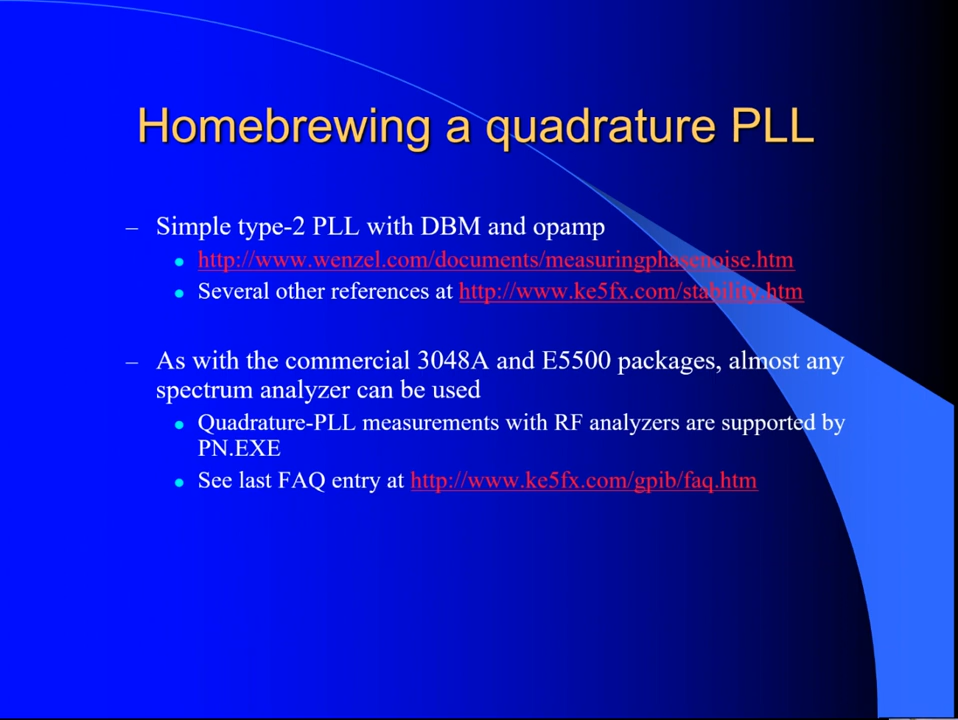 Homebrewing a quadrature PLL
– Simple type-2 PLL with DBM and opamp
● http://www.wenzel.com/documents/measuringphasenoise.htm
● Several other references at http://www.ke5fx.com/stability.htm
– As with the commercial 3048A and E5500 packages, almost any
spectrum analyzer can be used
● Quadrature-PLL measurements with RF analyzers are supported by
PN.EXE
● See last FAQ entry at http://www.ke5fx.com/gpib/faq.htm